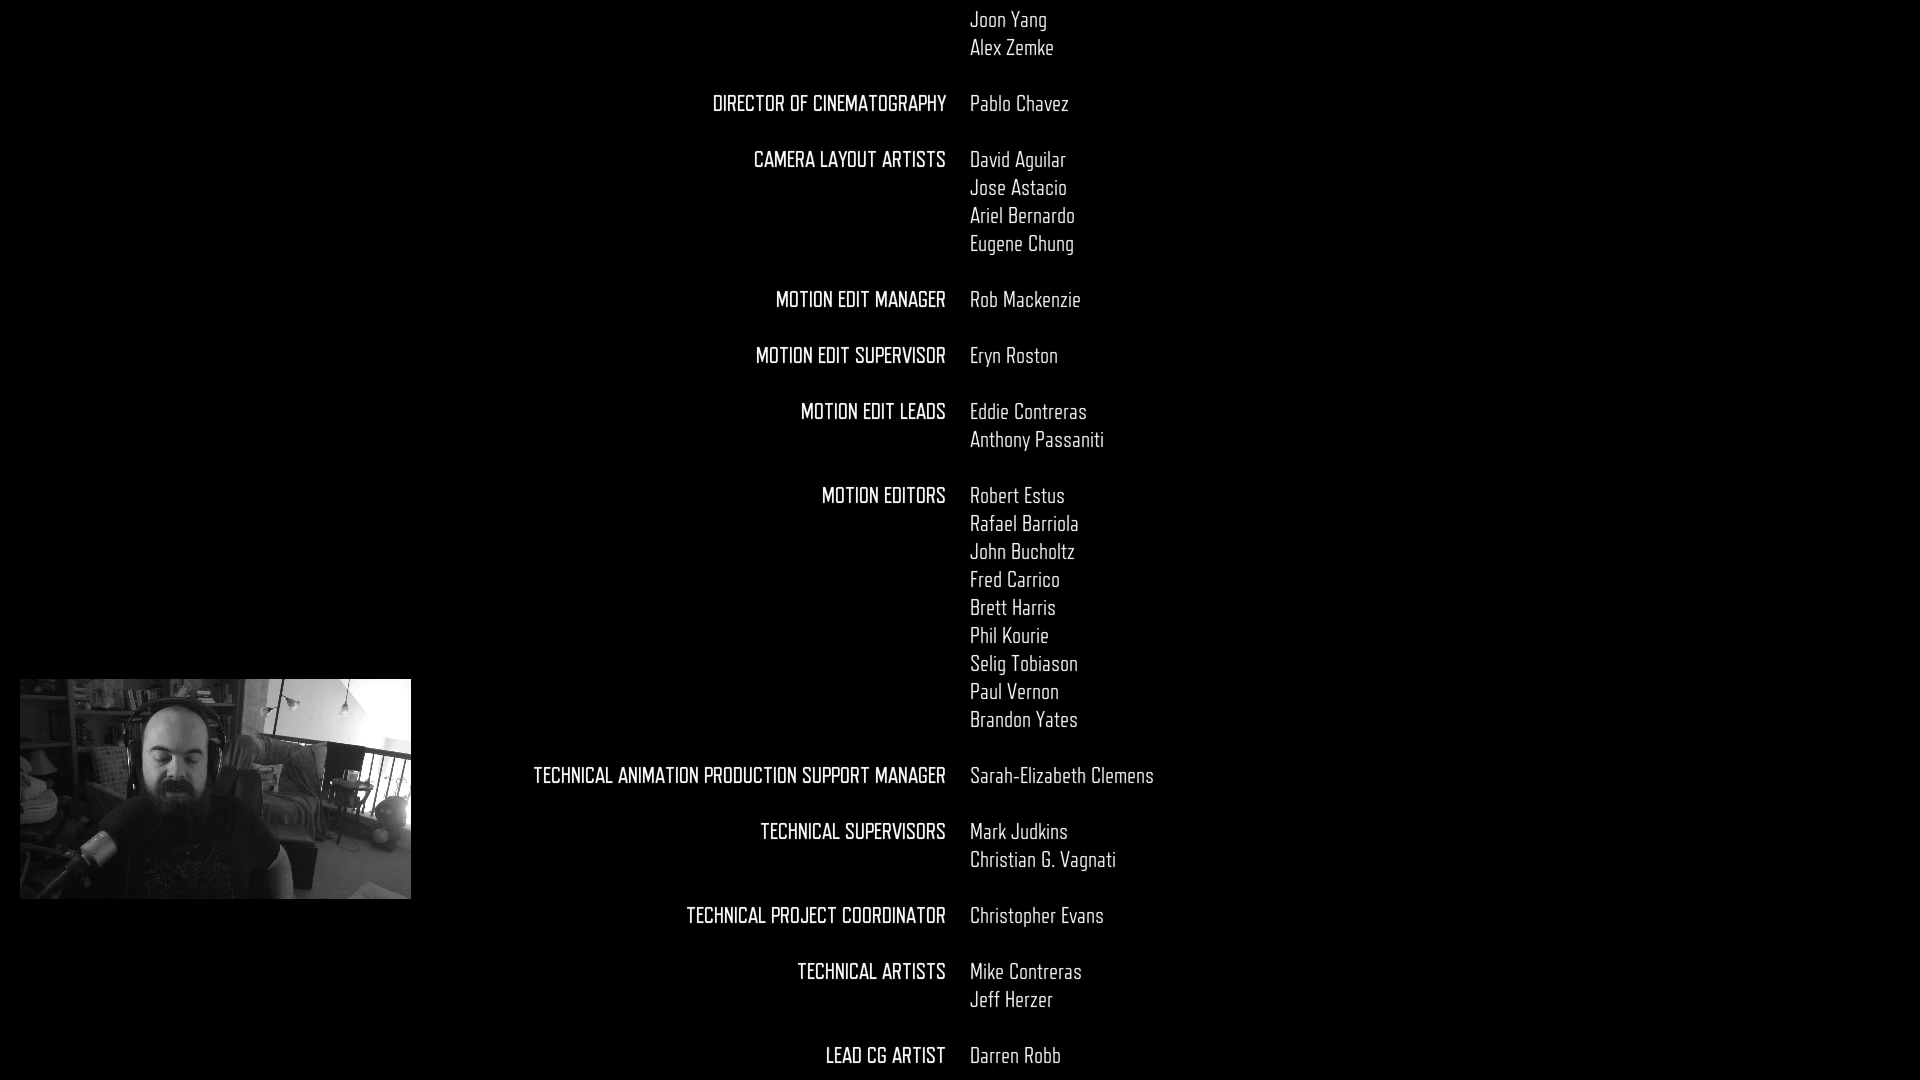 Joon Yang
Alex Zemke
DIRECTOR OF CINEMATOGRAPHY Pablo Chavez
CAMERA LAYOUT ARTISTS David Aguilar
Jose Astacio
Ariel Bernardo
Eugene Chung
MOTION EDIT MANAGER Rob Mackenzie
MOTION EDIT SUPERVISOR Eryn Roston
MOTION EDIT LEADS Eddie Contreras
Anthony Passaniti
MOTION EDITORS Robert Estus
Rafael Barriola
John Bucholtz
Fred Carrico
Brett Harris
Phil Kourie
Selig Tobiason
Paul Vernon
Brandon Yates
TECHNICAL ANIMATION PRODUCTION SUPPORT MANAGER Sarah-Elizabeth Clemens
TECHNICAL SUPERVISORS Mark Judkins
Christian G. Vagnati
TECHNICAL PROJECT COORDINATOR Christopher Evans
TECHNICAL ARTISTS Mike Contreras
Jeff Herzer
LEAD CG ARTIST Darren Robb